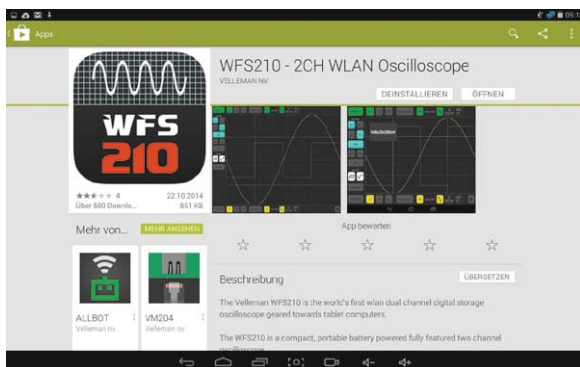 05:1
Apps
WFS210 - 2CH WLAN Oscilloscope
VELLEMAN NV
DEINSTALLIEREN
ÖFFNEN
WFS
210
4
22.10.2014
Über 500 Downlo...
851 KB
Mehr von...
MEHR ANSEHEN
App bewerten
ALLBOT
Velleman nv
VM204
Velleman nv
Beschreibung
ÜBERSETZEN
The Velleman WFS210 is the world's first wlan dual channel digital storage
oscilloscope geared towards tablet computers.
The WFS210 is a compact, portable battery powered fully featured two channel
oscilloscope.